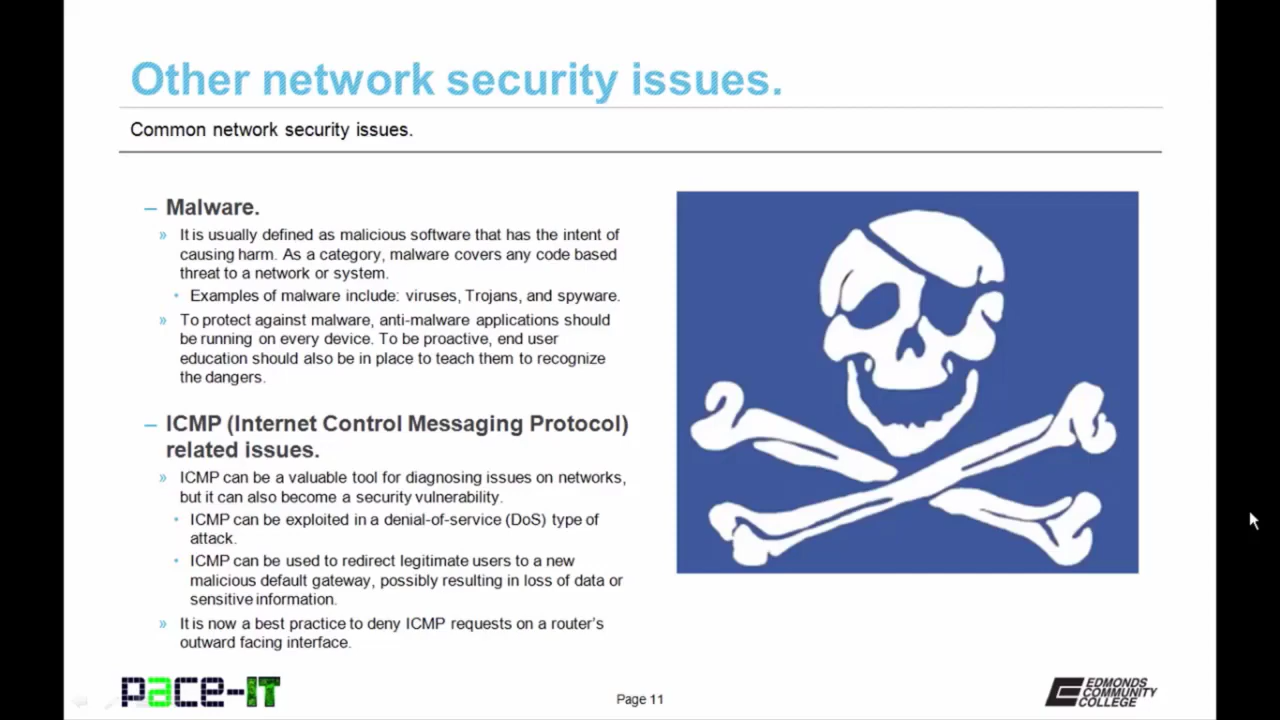 Other network security issues.
Common network security issues.
– Malware.
» It is usually defined as malicious software that has the intent of
causing harm. As a category, malware covers any code based
threat to a network or system.
• Examples of malware include: viruses, Trojans, and spyware.
» To protect against malware, anti-malware applications should
be running on every device. To be proactive, end user
education should also be in place to teach them to recognize
the dangers.
– ICMP (Internet Control Messaging Protocol)
related issues.
» ICMP can be a valuable tool for diagnosing issues on networks,
but it can also become a security vulnerability.
• ICMP can be exploited in a denial-of-service (DoS) type of
attack.
• ICMP can be used to redirect legitimate users to a new
malicious default gateway, possibly resulting in loss of data or
sensitive information.
» It is now a best practice to deny ICMP requests on a router's
outward facing interface.
PACE-IT
Page 11
EDMONDS
COMMUNITY
COLLEGE